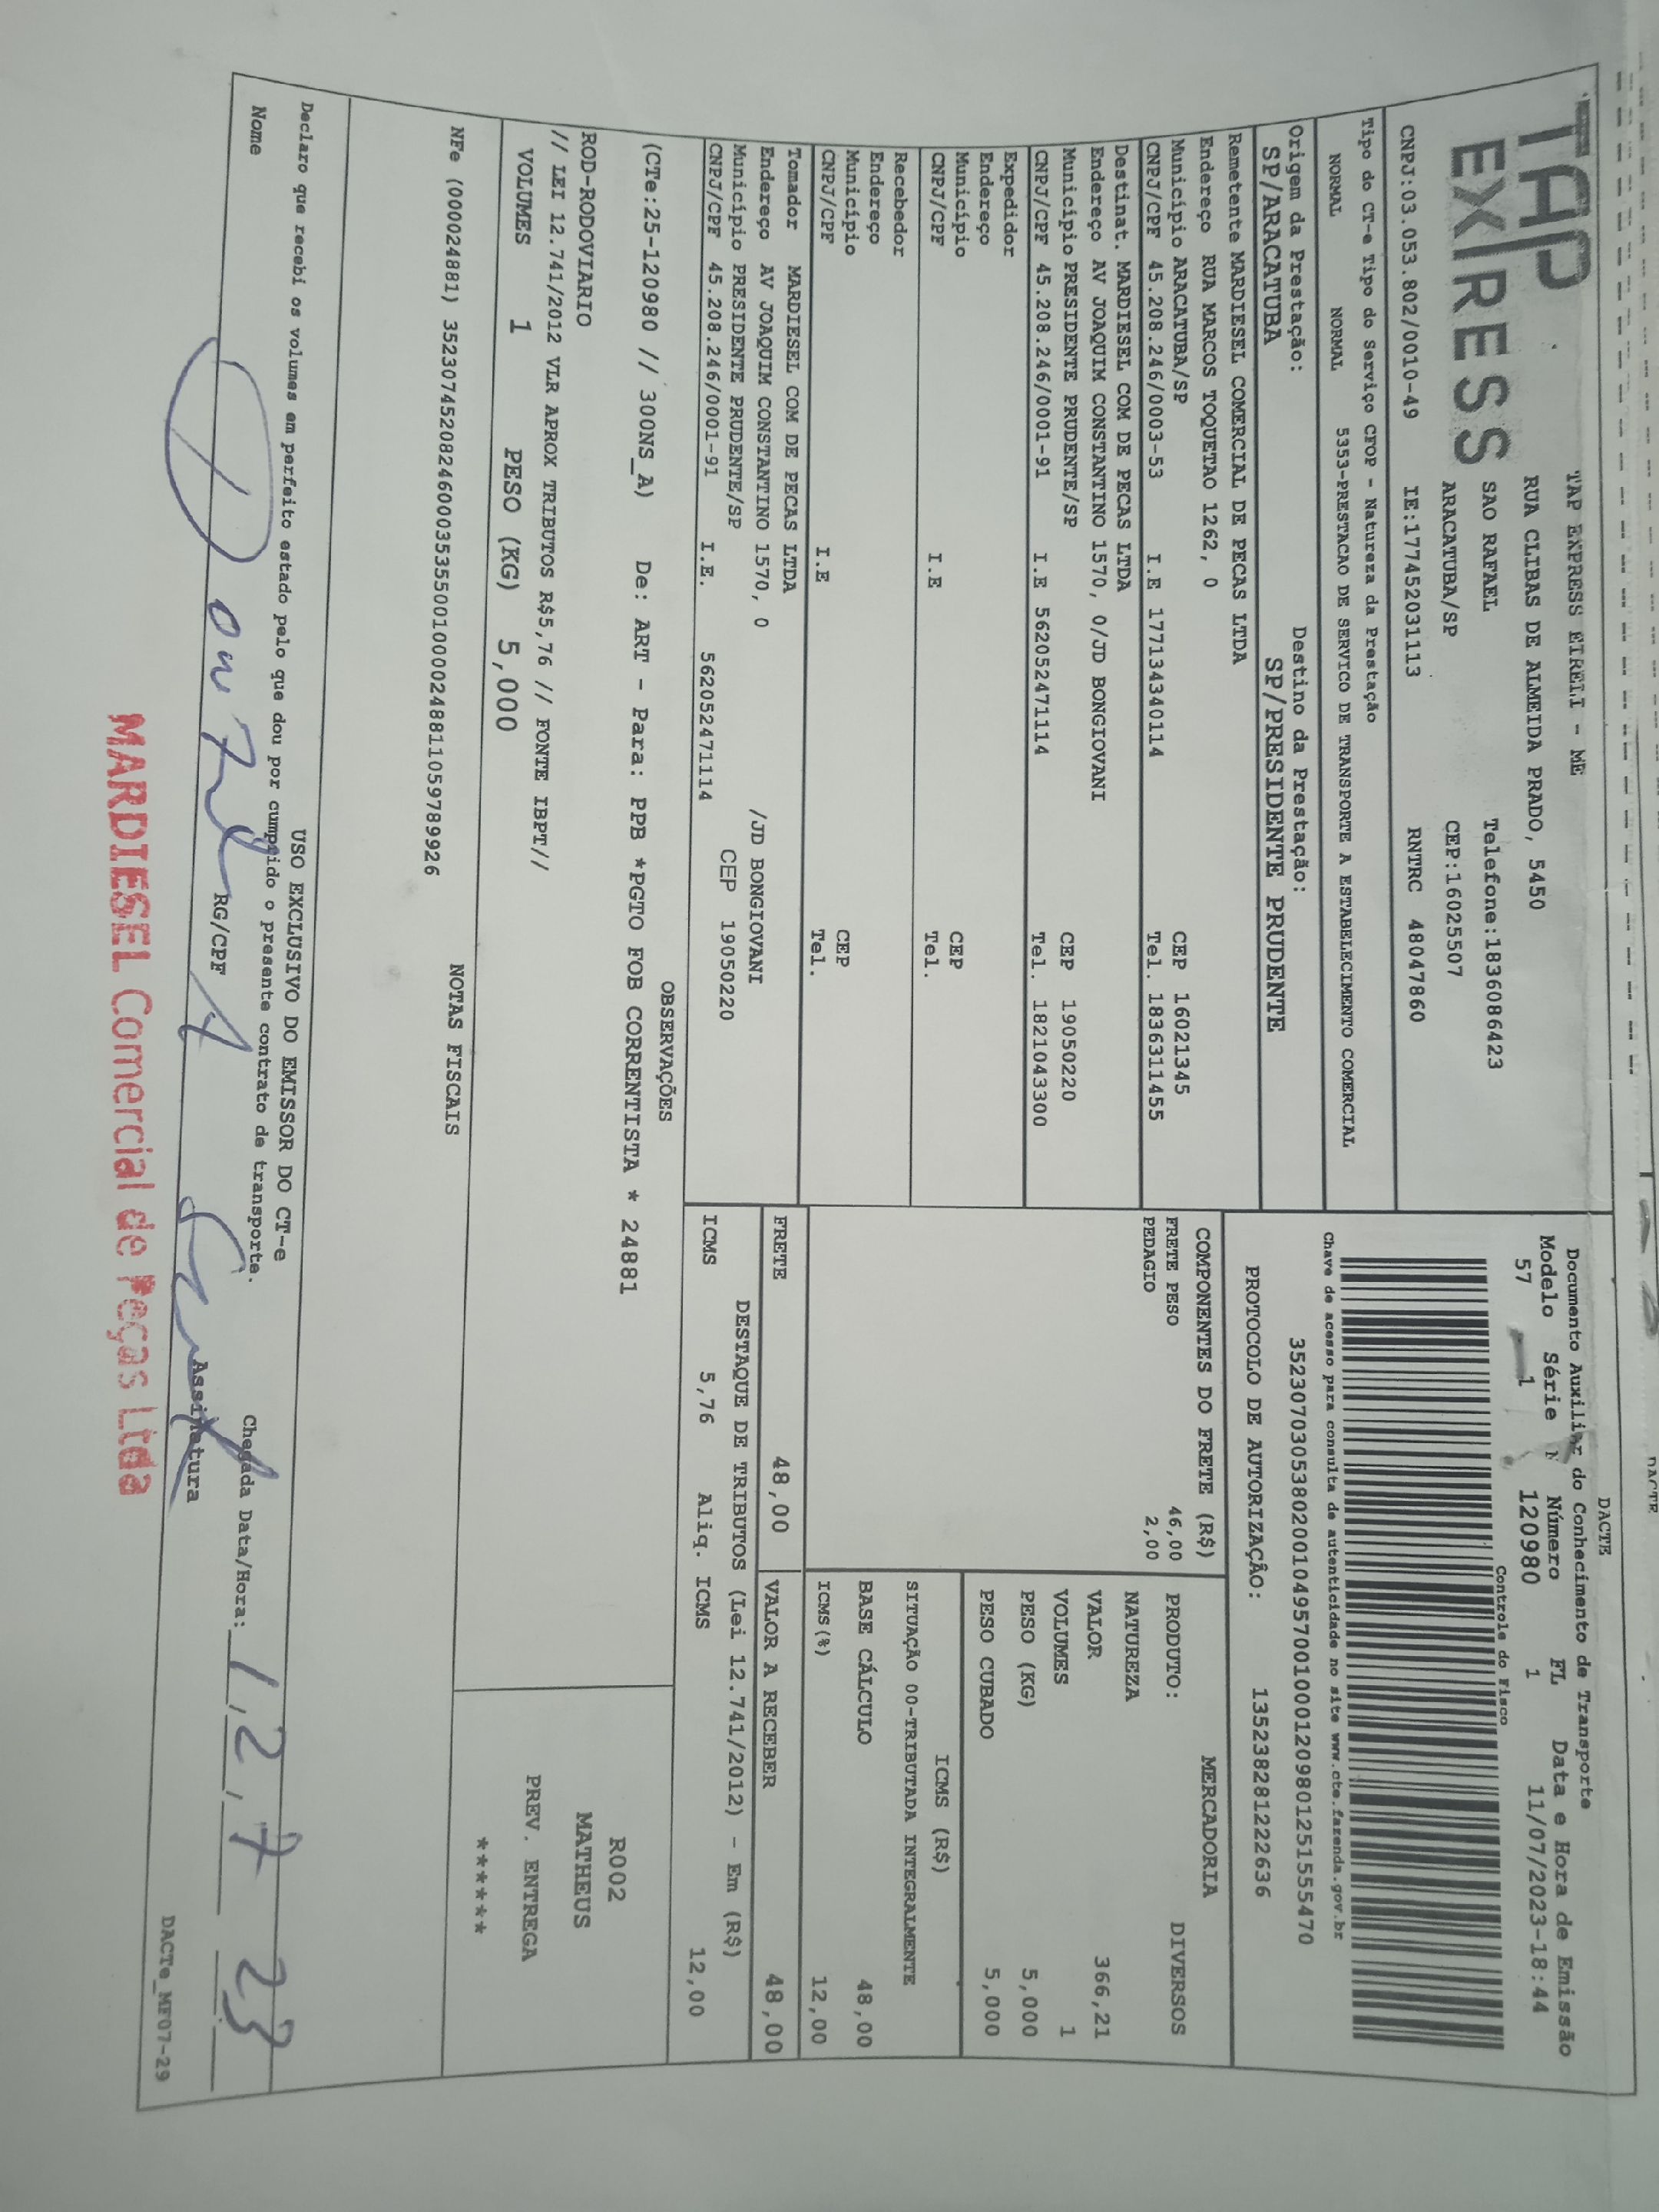 DACTE
TAP EXPRESS
TAP EXPRESS EIRELI - ME
RUA CLIBAS DE ALMEIDA PRADO, 5450
SAO RAFAEL Telefone:1836086423
ARACATUBA/SP CEP:16025507
CNPJ:03.053.802/0010-49 IE:177452031113 RNTRC 48047860
Tipo do CT-e Tipo do Serviço CFOP - Natureza da Prestação
NORMAL NORMAL 5353-PRESTACAO DE SERVICO DE TRANSPORTE A ESTABELECIMENTO COMERCIAL
Origem da Prestação: Destino da Prestação:
SP/ARACATUBA SP/PRESIDENTE PRUDENTE
DACTE
Documento Auxiliar do Conhecimento de Transporte
Modelo Série Número FL Data e Hora de Emissão
57 1 120980 1 11/07/2023-18:44
Controle do Fisco
Chave de acesso para consulta de autenticidade no site www.cte.fazenda.gov.br
35230703053802001049570010001209801251555470
PROTOCOLO DE AUTORIZAÇÃO: 135238281222636
Remetente MARDIESEL COMERCIAL DE PECAS LTDA
Endereço RUA MARCOS TOQUETAO 1262, 0
Município ARACATUBA/SP CEP 16021345
CNPJ/CPF 45.208.246/0003-53 I.E 177134340114 Tel. 1836311455
Destinat. MARDIESEL COM DE PECAS LTDA
Endereço AV JOAQUIM CONSTANTINO 1570, 0/JD BONGIOVANI
Município PRESIDENTE PRUDENTE/SP CEP 19050220
CNPJ/CPF 45.208.246/0001-91 I.E 562052471114 Tel. 1821043300
Expedidor
Endereço
Município CEP
CNPJ/CPF I.E Tel.
Recebedor
Endereço
Município CEP
CNPJ/CPF I.E Tel.
Tomador MARDIESEL COM DE PECAS LTDA
Endereço AV JOAQUIM CONSTANTINO 1570, 0 /JD BONGIOVANI
Município PRESIDENTE PRUDENTE/SP CEP 19050220
CNPJ/CPF 45.208.246/0001-91 I.E. 562052471114
COMPONENTES DO FRETE (R$)
FRETE PESO 46,00
PEDAGIO 2,00
MERCADORIA
PRODUTO: DIVERSOS
NATUREZA
VALOR 366,21
VOLUMES 1
PESO (KG) 5,000
PESO CUBADO 5,000
ICMS (R$)
SITUAÇÃO 00-TRIBUTADA INTEGRALMENTE
BASE CÁLCULO 48,00
ICMS(%) 12,00
FRETE 48,00 VALOR A RECEBER 48,00
DESTAQUE DE TRIBUTOS (Lei 12.741/2012) - Em (R$)
ICMS 5,76 Aliq. ICMS 12,00
OBSERVAÇÕES
(CTe:25-120980 // 300NS_A) De: ART - Para: PPB *PGTO FOB CORRENTISTA * 24881
ROD-RODOVIARIO
// LEI 12.741/2012 VLR APROX TRIBUTOS R$5,76 // FONTE IBPT//
VOLUMES 1 PESO (KG) 5,000
R002
MATHEUS
PREV. ENTREGA
******
NOTAS FISCAIS
NFe (000024881) 35230745208246000353550010000248811059789926
USO EXCLUSIVO DO EMISSOR DO CT-e
Declaro que recebi os volumes em perfeito estado pelo que dou por cumprido o presente contrato de transporte.
Chegada Data/Hora: 12,7 23
Nome RG/CPF Assinatura
DACTe_MF07-29
MARDIESEL Comercial de Peças Ltda